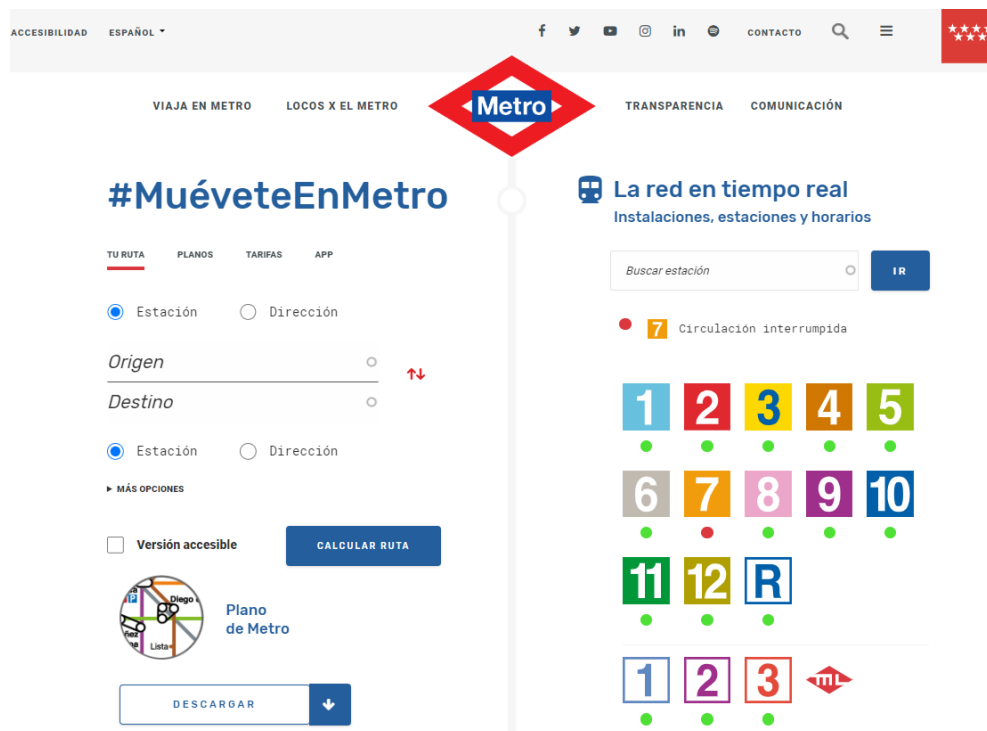 ACCESIBILIDAD ESPAÑOL CONTACTO
VIAJA EN METRO LOCOS X EL METRO Metro TRANSPARENCIA COMUNICACIÓN
#MuéveteEnMetro
TU RUTA PLANOS TARIFAS APP
Estación Dirección
Origen
Destino
Estación Dirección
MÁS OPCIONES
Versión accesible CALCULAR RUTA
P Diego
Lista
Plano
de Metro
DESCARGAR
La red en tiempo real
Instalaciones, estaciones y horarios
Buscar estación IR
7 Circulación interrumpida
1 2 3 4 5
6 7 8 9 10
11 12 R
1 2 3 mL